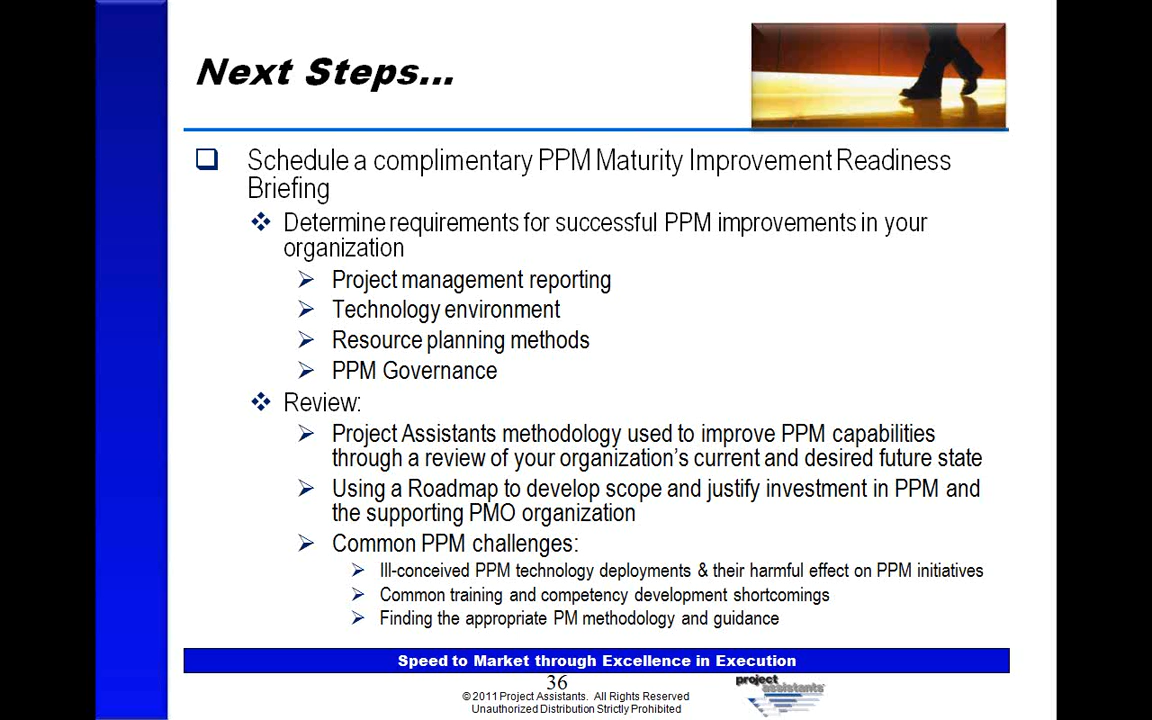 Next Steps...
Schedule a complimentary PPM Maturity Improvement Readiness
Briefing
Determine requirements for successful PPM improvements in your
organization
Project management reporting
Technology environment
Resource planning methods
PPM Governance
Review:
Project Assistants methodology used to improve PPM capabilities
through a review of your organization's current and desired future state
Using a Roadmap to develop scope and justify investment in PPM and
the supporting PMO organization
Common PPM challenges:
Ill-conceived PPM technology deployments & their harmful effect on PPM initiatives
Common training and competency development shortcomings
Finding the appropriate PM methodology and guidance
Speed to Market through Excellence in Execution
36
© 2011 Project Assistants. All Rights Reserved
Unauthorized Distribution Strictly Prohibited
project
assistants